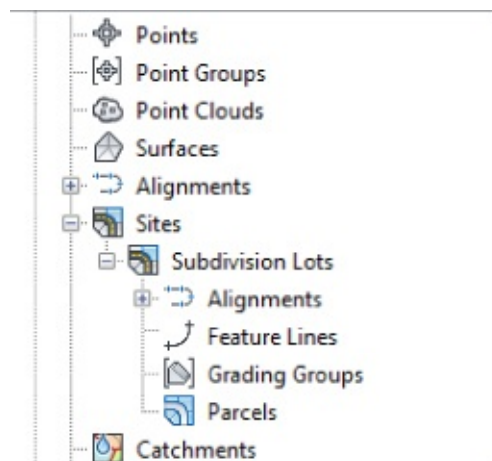 Points
Point Groups
Point Clouds
Surfaces
Alignments
Sites
Subdivision Lots
Alignments
Feature Lines
Grading Groups
Parcels
Catchments